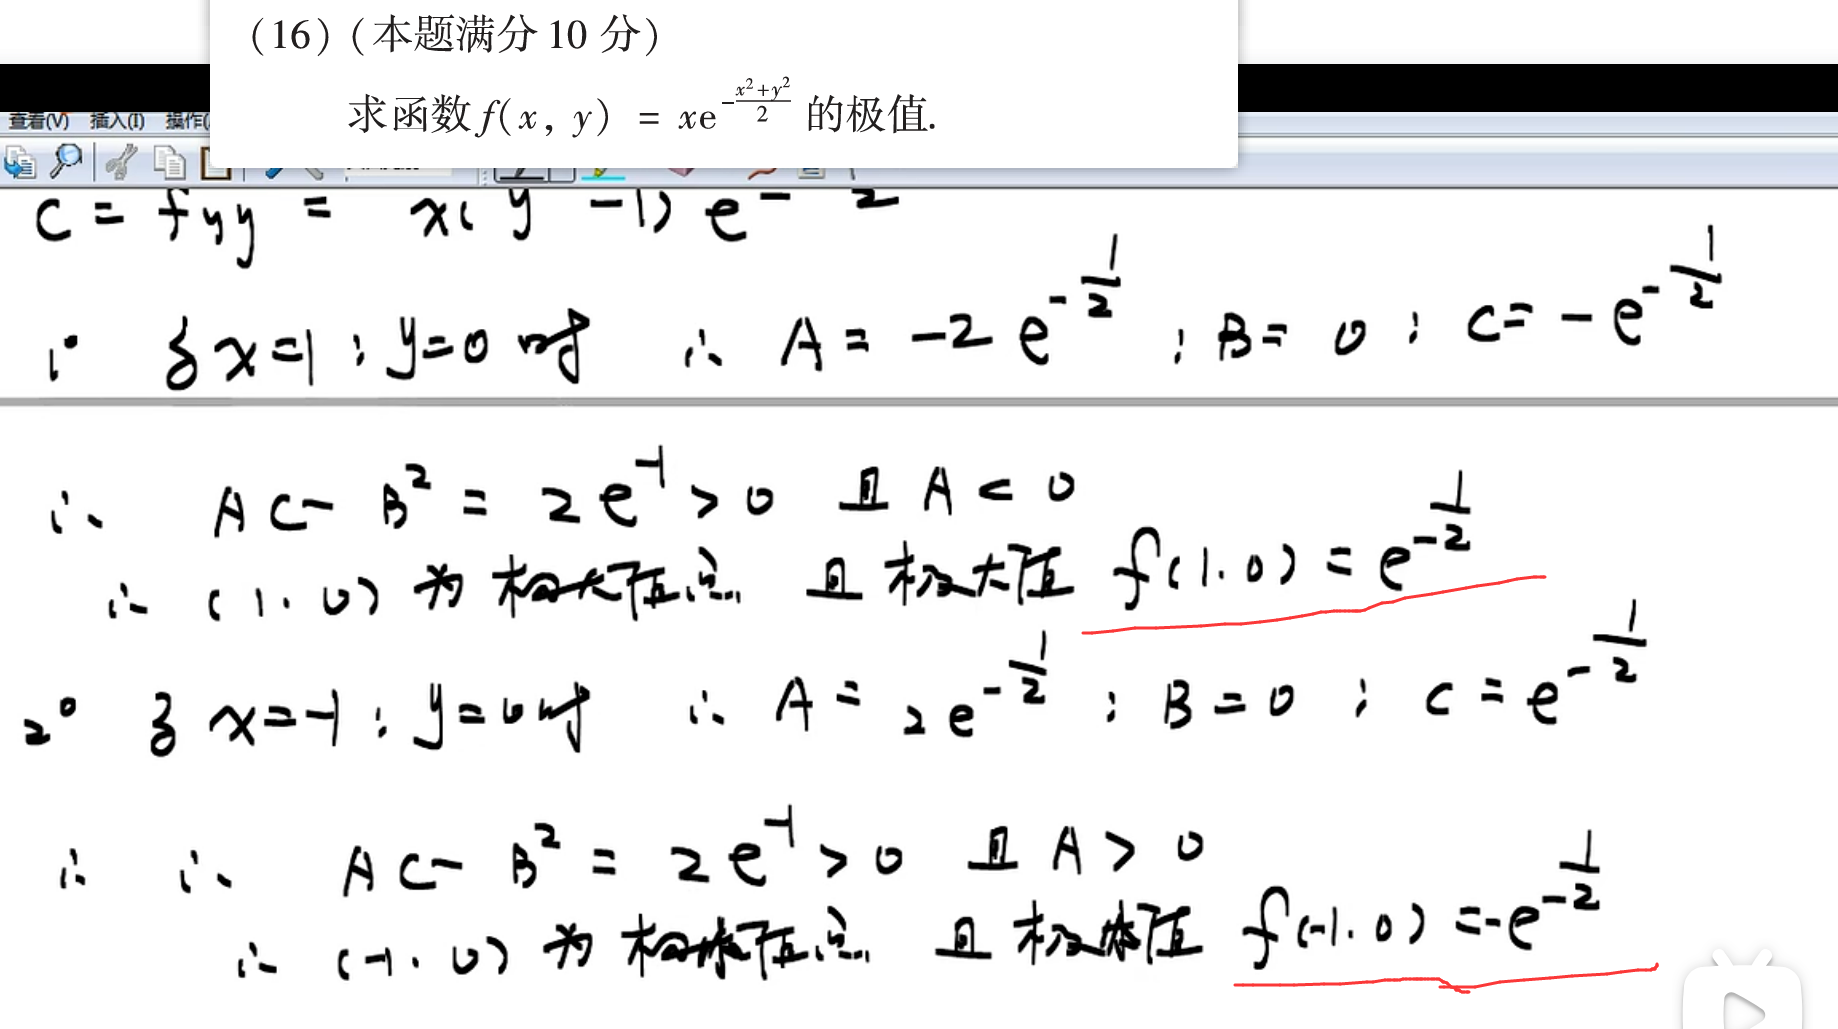 (16) (本题满分 10 分)
求函数 f(x, y) = xe^{-\frac{x^2+y^2}{2}} 的极值.
查看(V) 插入(I) 操作(
C = fyy = x(y -1) e^{- 2}
1° 当 x=1 ; y=0 时 ∴ A = -2e^{-\frac{1}{2}} ; B = 0 ; C = -e^{-\frac{1}{2}}
∴ AC - B² = 2e^{-1} > 0 且 A < 0
∴ (1.0) 为极大值点. 且极大值 f(1.0) = e^{-\frac{1}{2}}
2° 当 x=-1 ; y=0 时 ∴ A = 2e^{-\frac{1}{2}} ; B = 0 ; C = e^{-\frac{1}{2}}
∴ ∴ AC - B² = 2e^{-1} > 0 且 A > 0
∴ (-1.0) 为极小值点. 且极小值 f(-1.0) = -e^{-\frac{1}{2}}